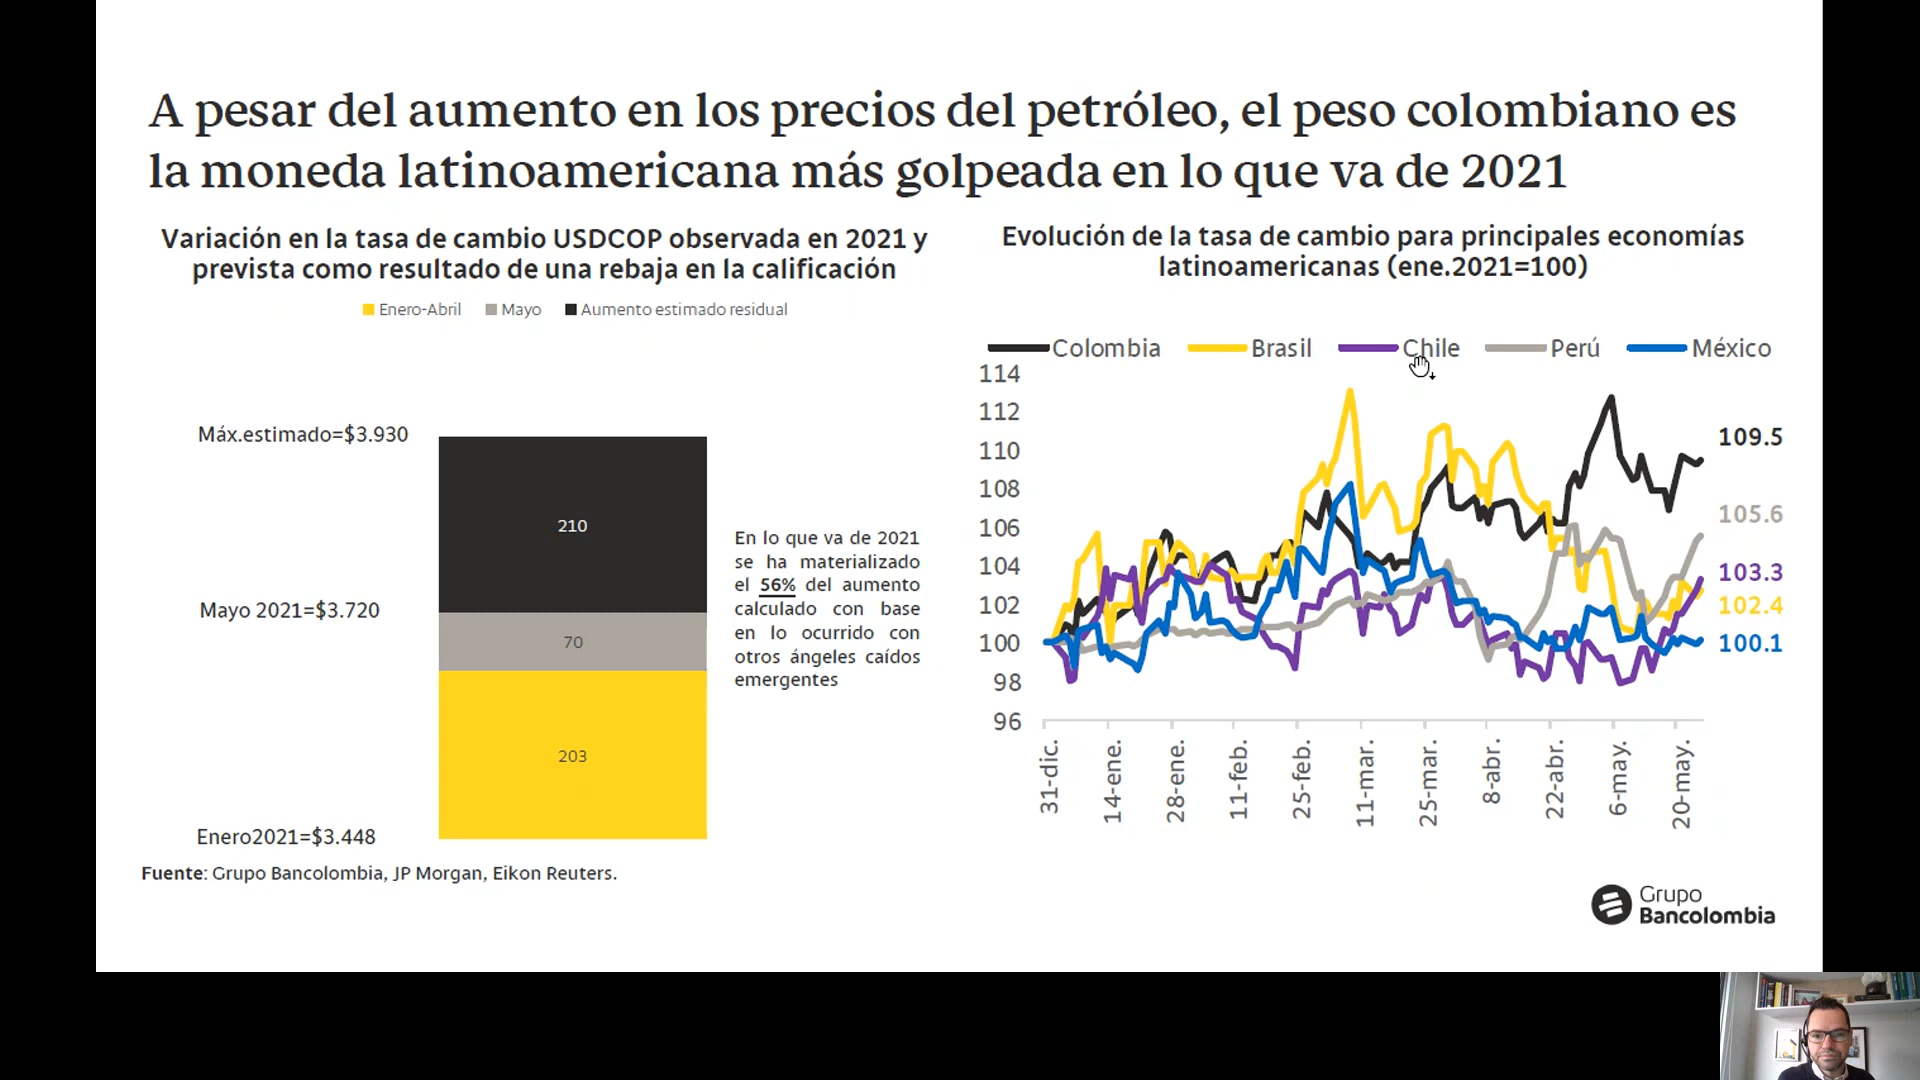 A pesar del aumento en los precios del petróleo, el peso colombiano es
la moneda latinoamericana más golpeada en lo que va de 2021
Variación en la tasa de cambio USDCOP observada en 2021 y
prevista como resultado de una rebaja en la calificación
Enero-Abril Mayo Aumento estimado residual
Máx.estimado=$3.930
210
Mayo 2021=$3.720
70
203
Enero2021=$3.448
En lo que va de 2021
se ha materializado
el 56% del aumento
calculado con base
en lo ocurrido con
otros ángeles caídos
emergentes
Fuente: Grupo Bancolombia, JP Morgan, Eikon Reuters.
Evolución de la tasa de cambio para principales economías
latinoamericanas (ene.2021=100)
Colombia Brasil Chile Perú México
114
112
110
108
106
104
102
100
98
96
109.5
105.6
103.3
102.4
100.1
31-dic.
14-ene.
28-ene.
11-feb.
25-feb.
11-mar.
25-mar.
8-abr.
22-abr.
6-may.
20-may.
Grupo
Bancolombia